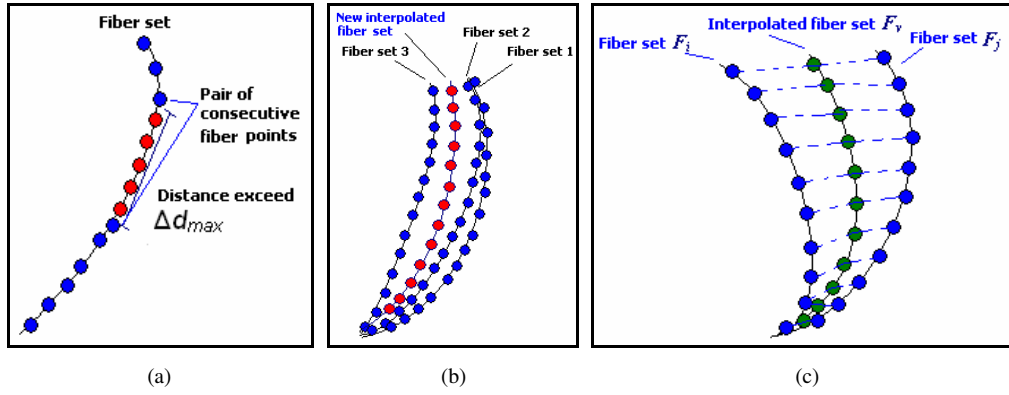 Fiber set
Pair of
consecutive
fiber points
Distance exceed
Δd_max
(a)
New interpolated
fiber set
Fiber set 3
Fiber set 2
Fiber set 1
(b)
Interpolated fiber set F_v
Fiber set F_i
Fiber set F_j
(c)